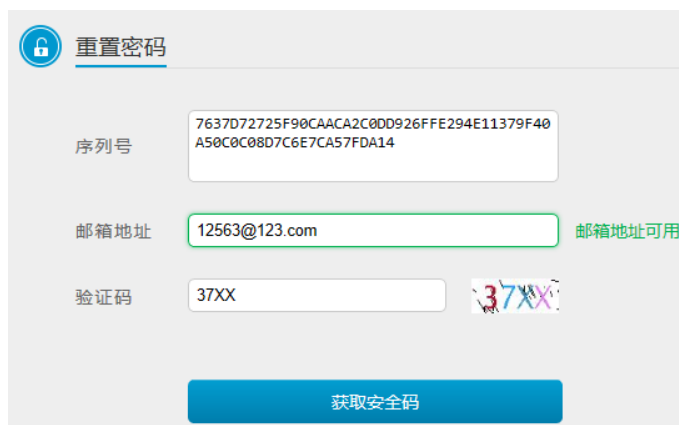 重置密码
序列号
7637D72725F90CAACA2C0DD926FFE294E11379F40
A50C0C08D7C6E7CA57FDA14
邮箱地址
12563@123.com
邮箱地址可用
验证码
37XX
37XX
获取安全码